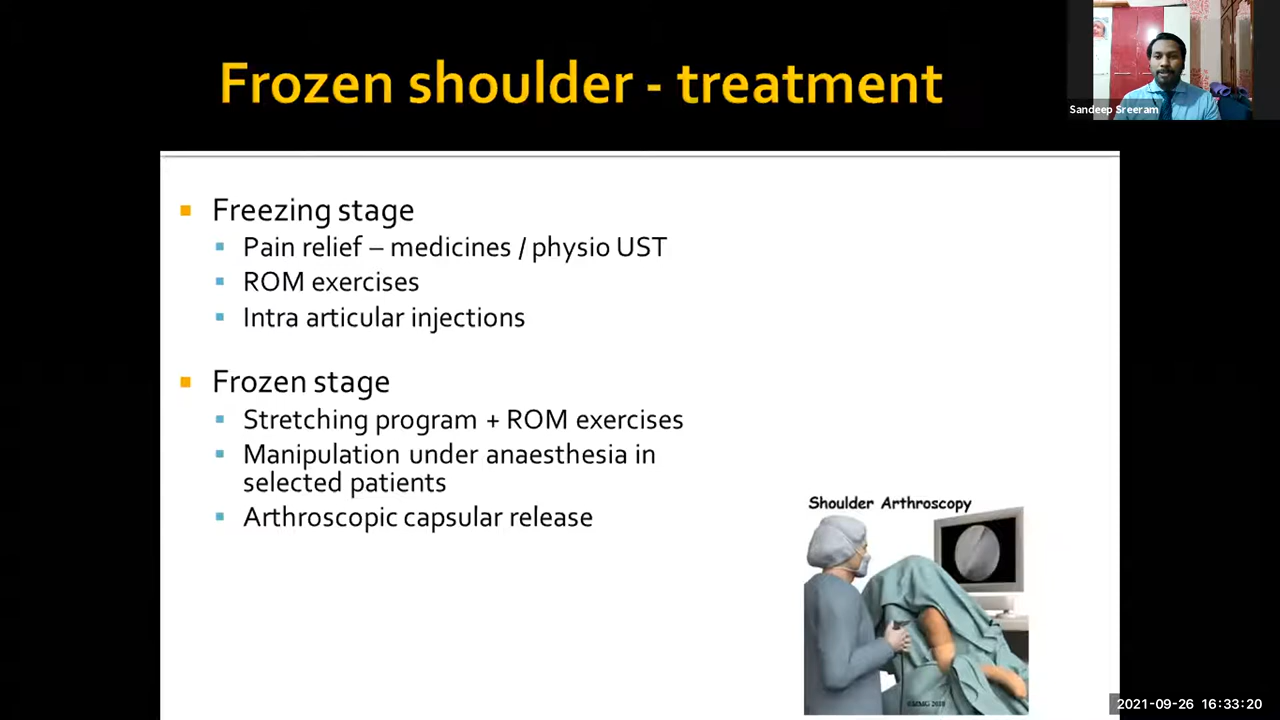 Frozen shoulder - treatment
Sandeep Sreeram
Freezing stage
Pain relief – medicines / physio UST
ROM exercises
Intra articular injections
Frozen stage
Stretching program + ROM exercises
Manipulation under anaesthesia in
selected patients
Arthroscopic capsular release
Shoulder Arthroscopy
©MMG 2010
2021-09-26 16:33:20